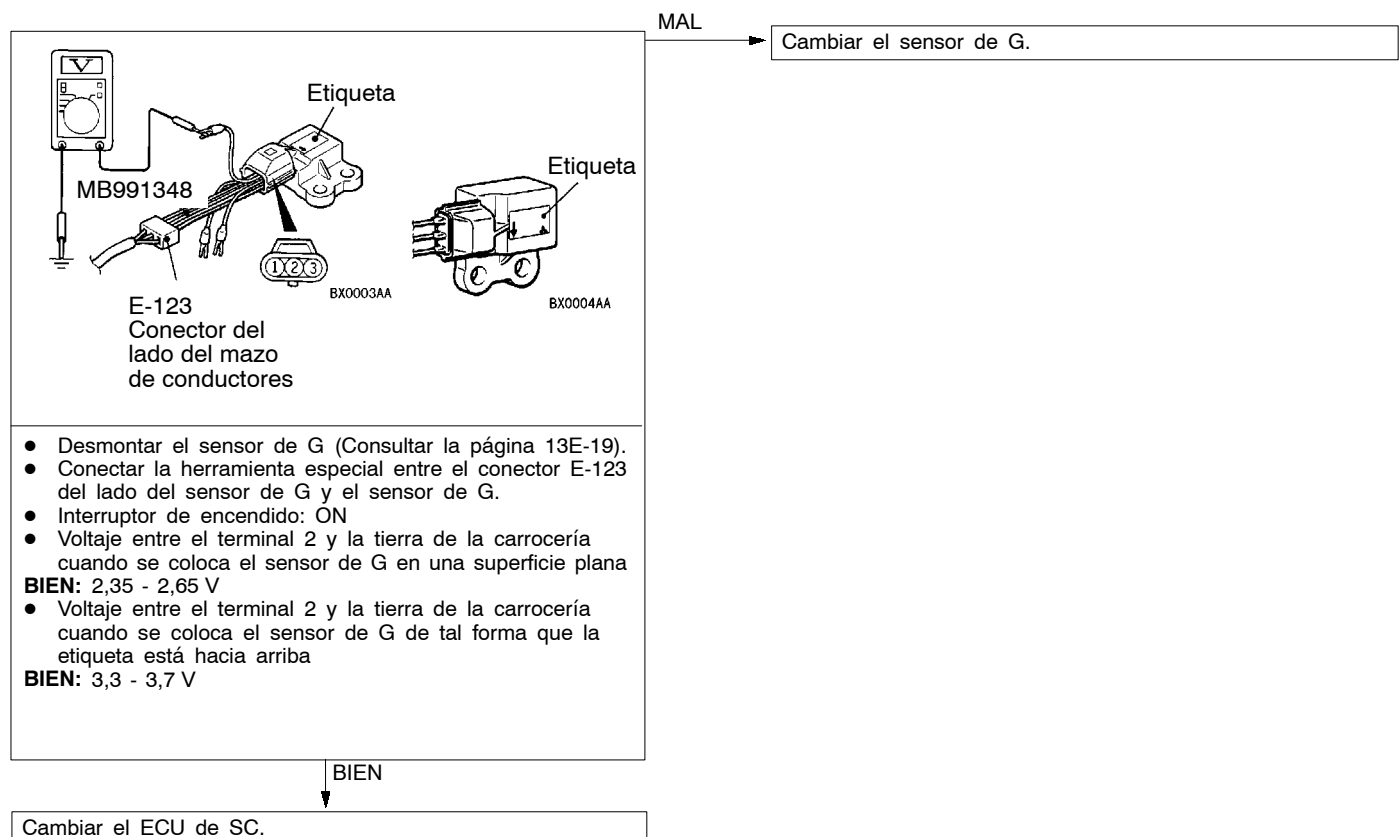 MAL
Cambiar el sensor de G.
V
Etiqueta
MB991348
E-123
Conector del
lado del mazo
de conductores
1 2 3
BX0003AA
Etiqueta
BX0004AA
● Desmontar el sensor de G (Consultar la página 13E-19).
● Conectar la herramienta especial entre el conector E-123
del lado del sensor de G y el sensor de G.
● Interruptor de encendido: ON
● Voltaje entre el terminal 2 y la tierra de la carrocería
cuando se coloca el sensor de G en una superficie plana
BIEN: 2,35 - 2,65 V
● Voltaje entre el terminal 2 y la tierra de la carrocería
cuando se coloca el sensor de G de tal forma que la
etiqueta está hacia arriba
BIEN: 3,3 - 3,7 V
BIEN
Cambiar el ECU de SC.